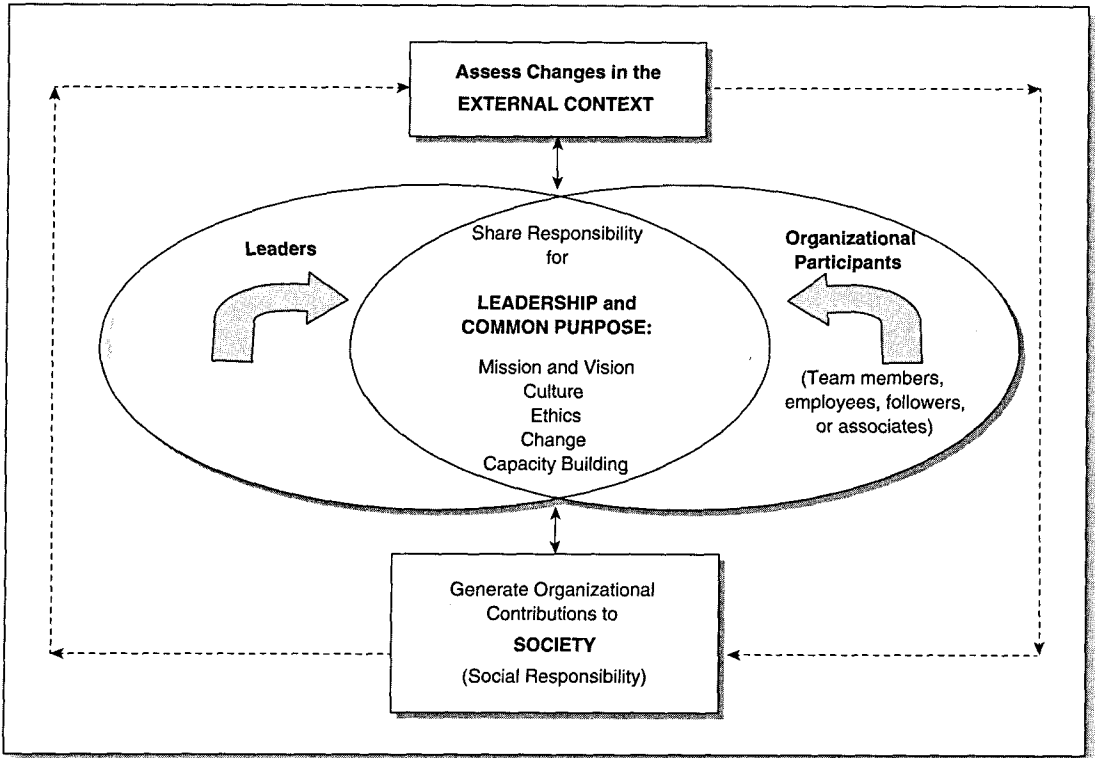 Assess Changes in the
EXTERNAL CONTEXT
Leaders
Share Responsibility
for
LEADERSHIP and
COMMON PURPOSE:
Mission and Vision
Culture
Ethics
Change
Capacity Building
Organizational
Participants
(Team members,
employees, followers,
or associates)
Generate Organizational
Contributions to
SOCIETY
(Social Responsibility)